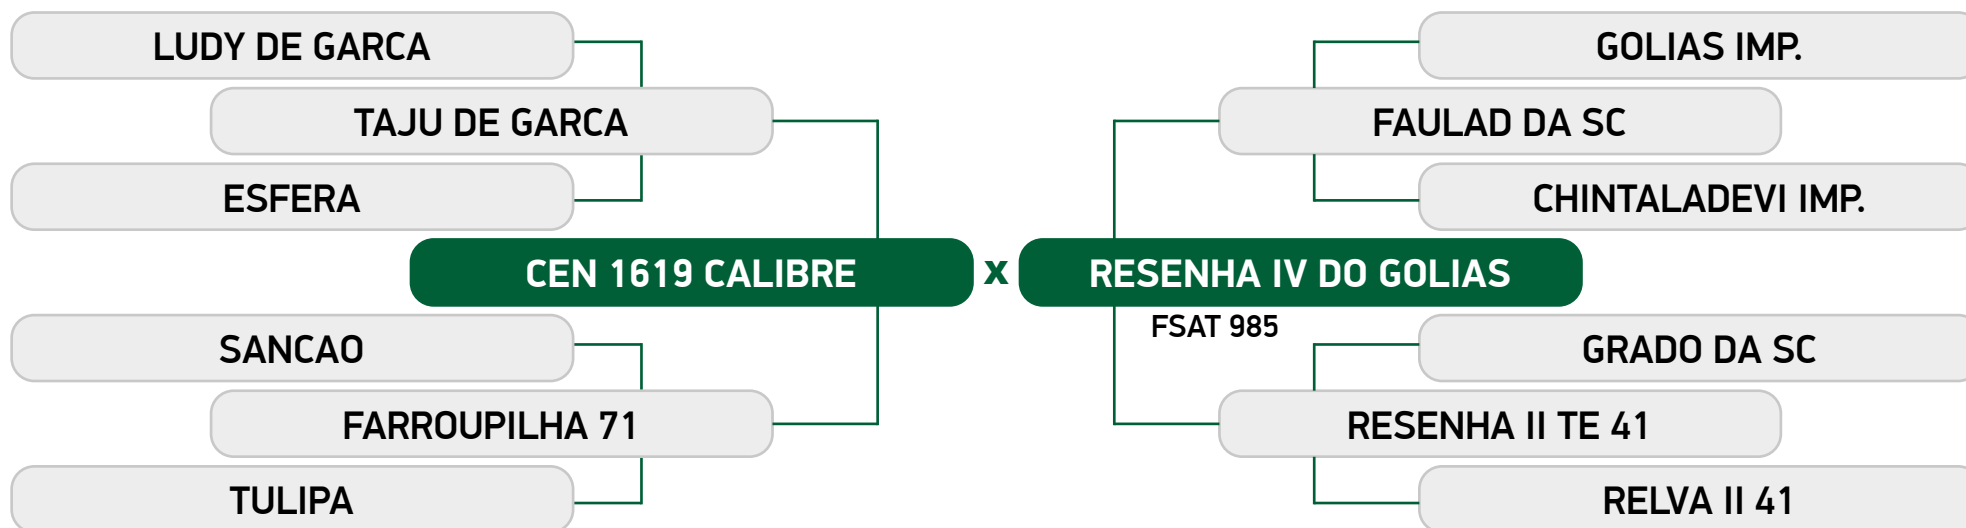 LUDY DE GARCA
GOLIAS IMP.
TAJU DE GARCA
FAULAD DA SC
ESFERA
CHINTALADEVI IMP.
CEN 1619 CALIBRE x RESENHA IV DO GOLIAS
FSAT 985
SANCAO
GRADO DA SC
FARROUPILHA 71
RESENHA II TE 41
TULIPA
RELVA II 41